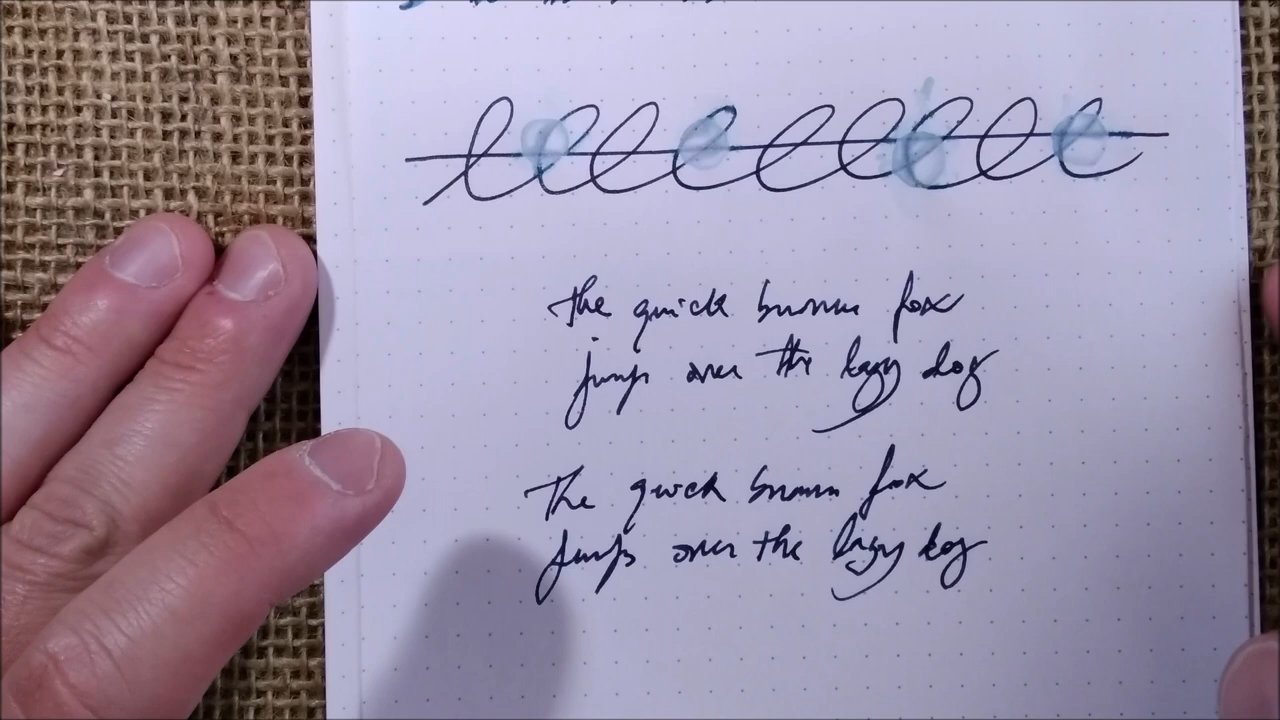 the quick brown fox
jumps over the lazy dog
The quick brown fox
jumps over the lazy dog